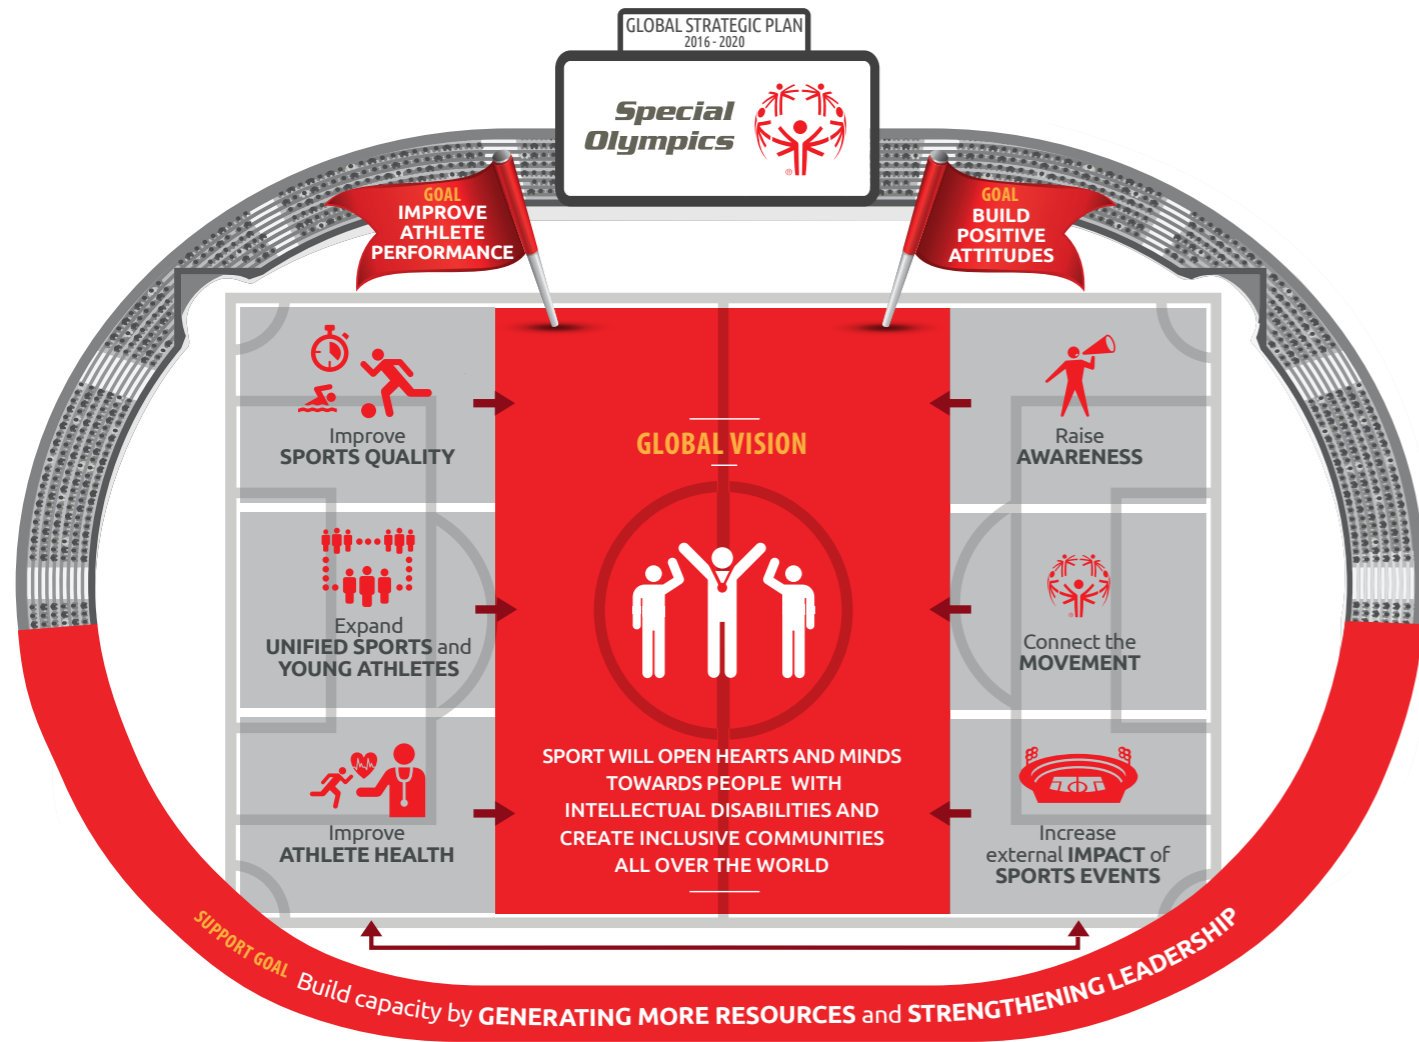 GLOBAL STRATEGIC PLAN
2016 - 2020
Special
Olympics
®
GOAL
IMPROVE
ATHLETE
PERFORMANCE
GOAL
BUILD
POSITIVE
ATTITUDES
Improve
SPORTS QUALITY
Expand
UNIFIED SPORTS and
YOUNG ATHLETES
Improve
ATHLETE HEALTH
GLOBAL VISION
SPORT WILL OPEN HEARTS AND MINDS
TOWARDS PEOPLE WITH
INTELLECTUAL DISABILITIES AND
CREATE INCLUSIVE COMMUNITIES
ALL OVER THE WORLD
Raise
AWARENESS
Connect the
MOVEMENT
Increase
external IMPACT of
SPORTS EVENTS
SUPPORT GOAL Build capacity by GENERATING MORE RESOURCES and STRENGTHENING LEADERSHIP